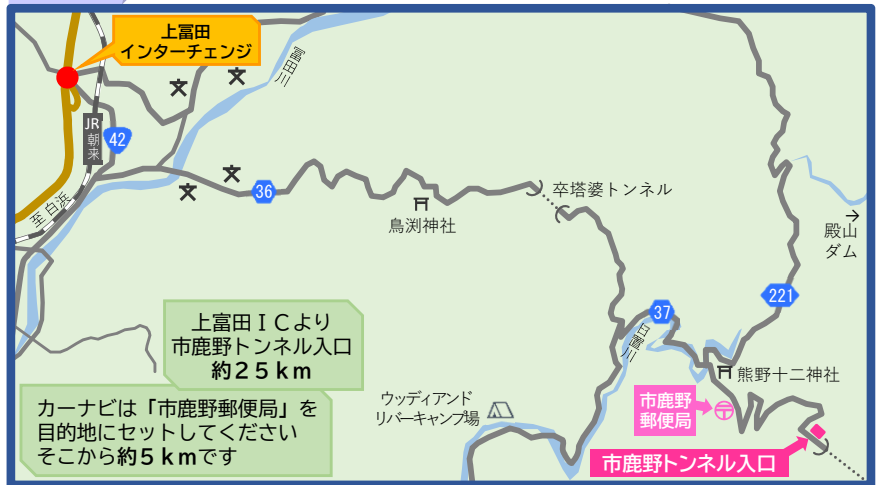 上富田
インターチェンジ
富田川
JR
朝来
42
至白浜
36
鳥渕神社
卒塔婆トンネル
殿山
ダム
221
37
日置川
上富田ICより
市鹿野トンネル入口
約25km
熊野十二神社
市鹿野
郵便局
ウッディアンド
リバーキャンプ場
カーナビは「市鹿野郵便局」を
目的地にセットしてください
そこから約5kmです
市鹿野トンネル入口